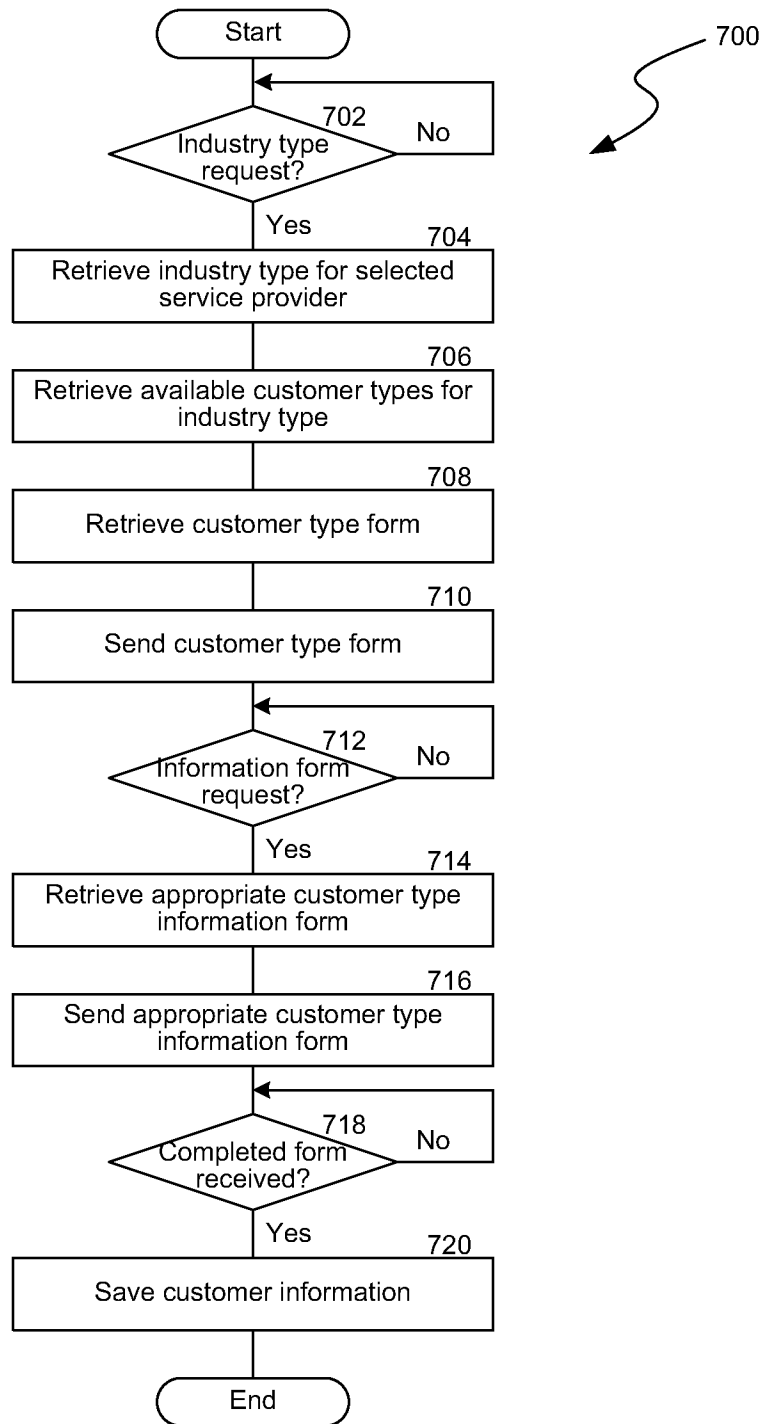 Start
700
702
Industry type
request?
No
Yes
704
Retrieve industry type for selected
service provider
706
Retrieve available customer types for
industry type
708
Retrieve customer type form
710
Send customer type form
712
Information form
request?
No
Yes
714
Retrieve appropriate customer type
information form
716
Send appropriate customer type
information form
718
Completed form
received?
No
Yes
720
Save customer information
End